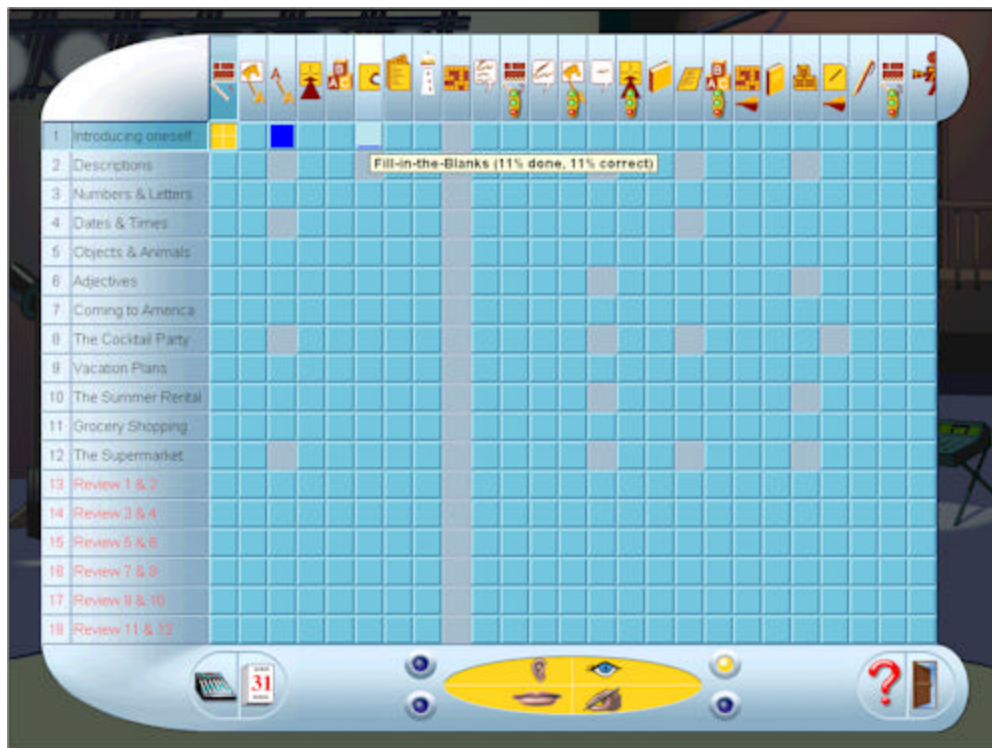 1 Introducing oneself
Fill-in-the-Blanks (11% done, 11% correct)
2 Descriptions
3 Numbers & Letters
4 Dates & Times
5 Objects & Animals
6 Adjectives
7 Coming to America
8 The Cocktail Party
9 Vacation Plans
10 The Summer Rental
11 Grocery Shopping
12 The Supermarket
13 Review 1 & 2
14 Review 3 & 4
15 Review 5 & 6
16 Review 7 & 8
17 Review 9 & 10
18 Review 11 & 12
31
?